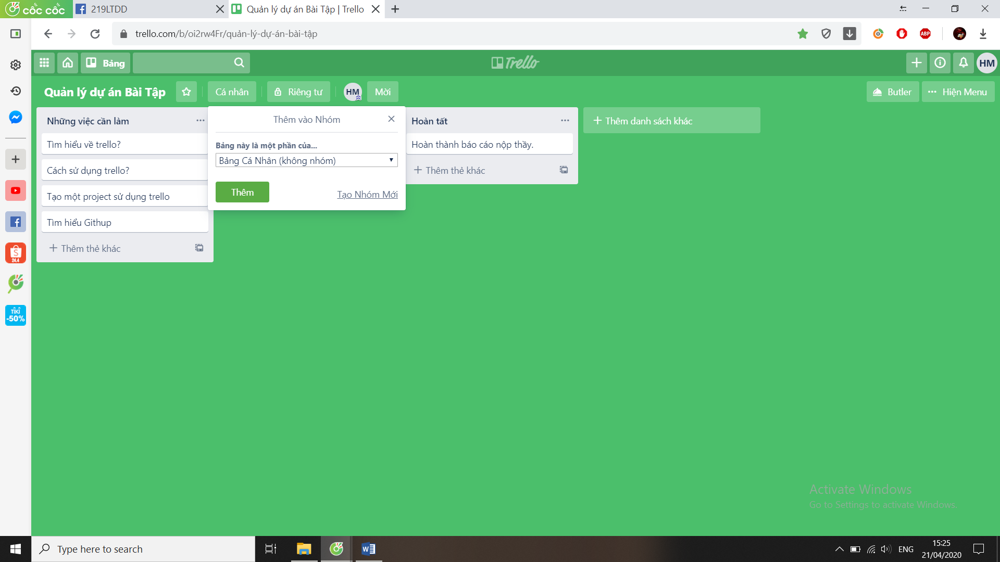 cốc cốc
219LTDD
Quản lý dự án Bài Tập | Trello
trello.com/b/oi2rw4Fr/quản-lý-dự-án-bài-tập
ABP
Bảng
Trello
HM
Quản lý dự án Bài Tập
Cá nhân
Riêng tư
HM
Mời
Butler
Hiện Menu
Những việc cần làm
Tìm hiểu về trello?
Cách sử dụng trello?
Tạo một project sử dụng trello
Tìm hiểu Githup
Thêm thẻ khác
Thêm vào Nhóm
Bảng này là một phần của...
Bảng Cá Nhân (không nhóm)
Thêm
Tạo Nhóm Mới
Hoàn tất
Hoàn thành báo cáo nộp thầy.
Thêm thẻ khác
Thêm danh sách khác
S
24.4
TIKI
-50%
Activate Windows
Go to Settings to activate Windows.
Type here to search
W
ENG
15:25
21/04/2020